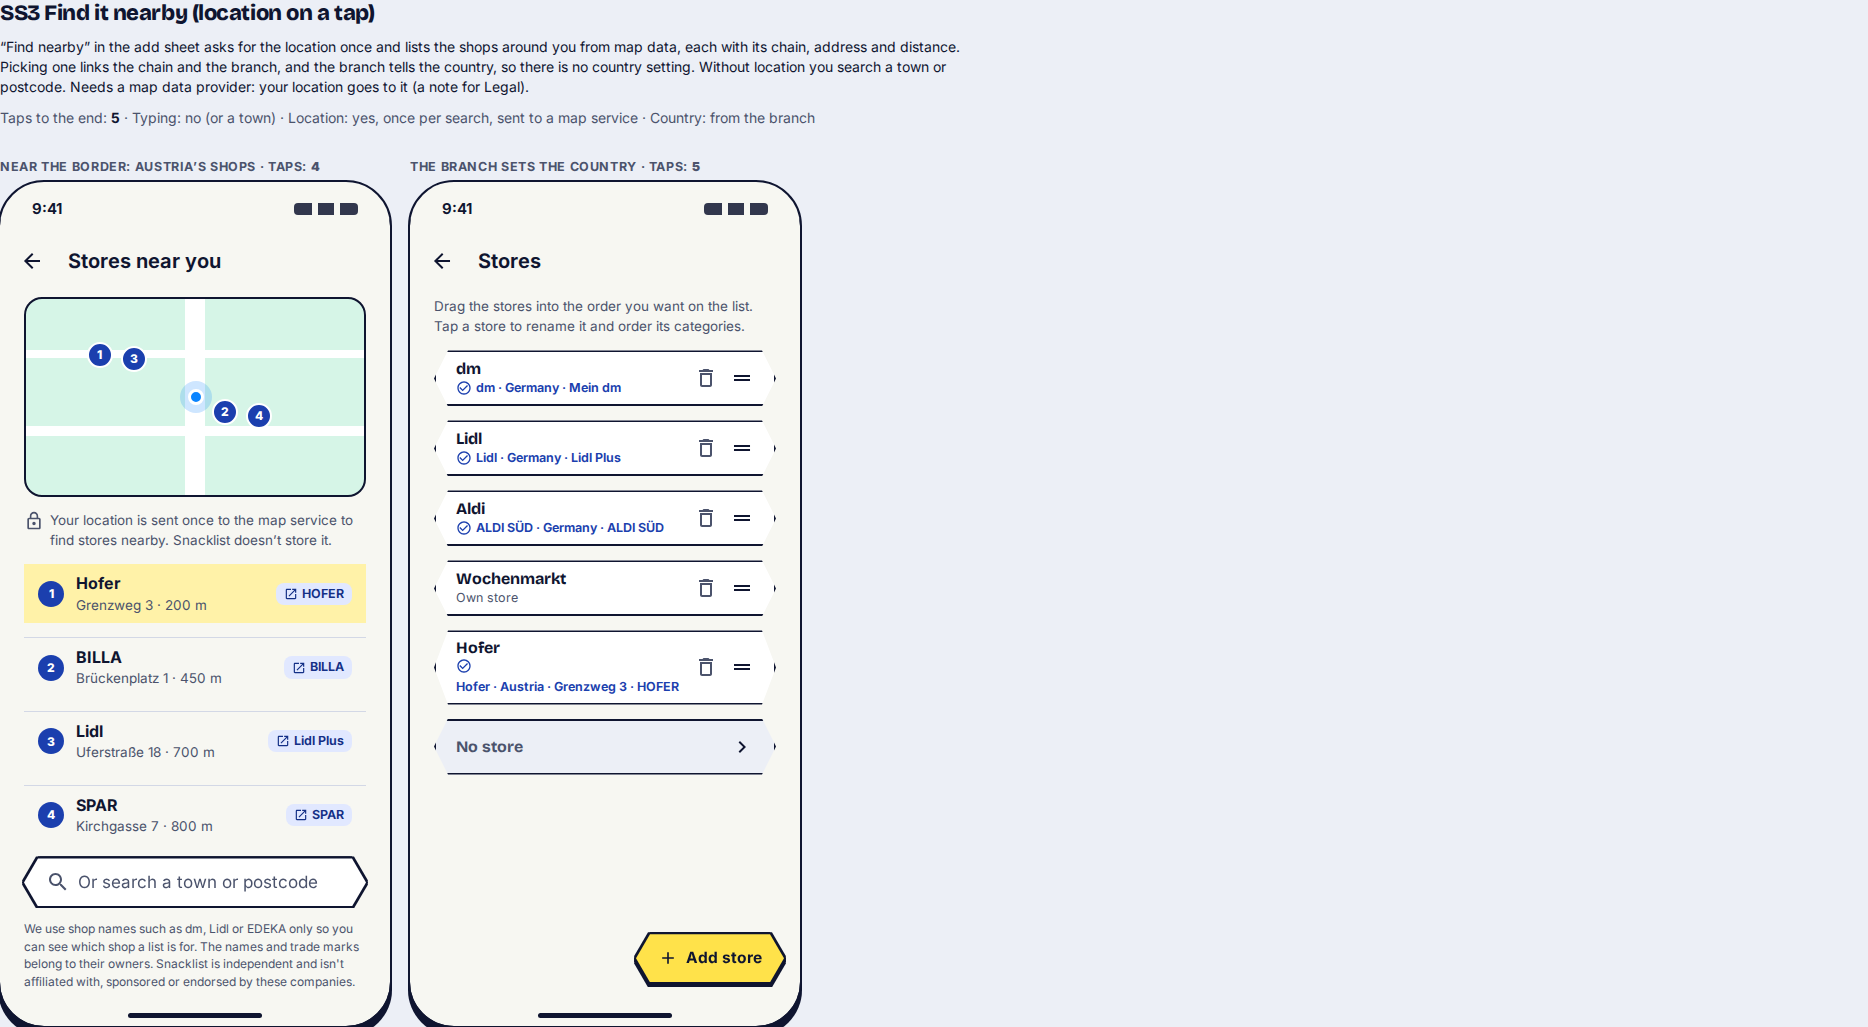 SS3 Find it nearby (location on a tap)
“Find nearby” in the add sheet asks for the location once and lists the shops around you from map data, each with its chain, address and distance.
Picking one links the chain and the branch, and the branch tells the country, so there is no country setting. Without location you search a town or
postcode. Needs a map data provider: your location goes to it (a note for Legal).
Taps to the end: 5 · Typing: no (or a town) · Location: yes, once per search, sent to a map service · Country: from the branch
NEAR THE BORDER: AUSTRIA’S SHOPS · TAPS: 4
9:41
Stores near you
1
3
2
4
Your location is sent once to the map service to
find stores nearby. Snacklist doesn’t store it.
1
Hofer
Grenzweg 3 · 200 m
HOFER
2
BILLA
Brückenplatz 1 · 450 m
BILLA
3
Lidl
Uferstraße 18 · 700 m
Lidl Plus
4
SPAR
Kirchgasse 7 · 800 m
SPAR
Or search a town or postcode
We use shop names such as dm, Lidl or EDEKA only so you
can see which shop a list is for. The names and trade marks
belong to their owners. Snacklist is independent and isn't
affiliated with, sponsored or endorsed by these companies.
THE BRANCH SETS THE COUNTRY · TAPS: 5
9:41
Stores
Drag the stores into the order you want on the list.
Tap a store to rename it and order its categories.
dm
dm · Germany · Mein dm
Lidl
Lidl · Germany · Lidl Plus
Aldi
ALDI SÜD · Germany · ALDI SÜD
Wochenmarkt
Own store
Hofer
Hofer · Austria · Grenzweg 3 · HOFER
No store
Add store